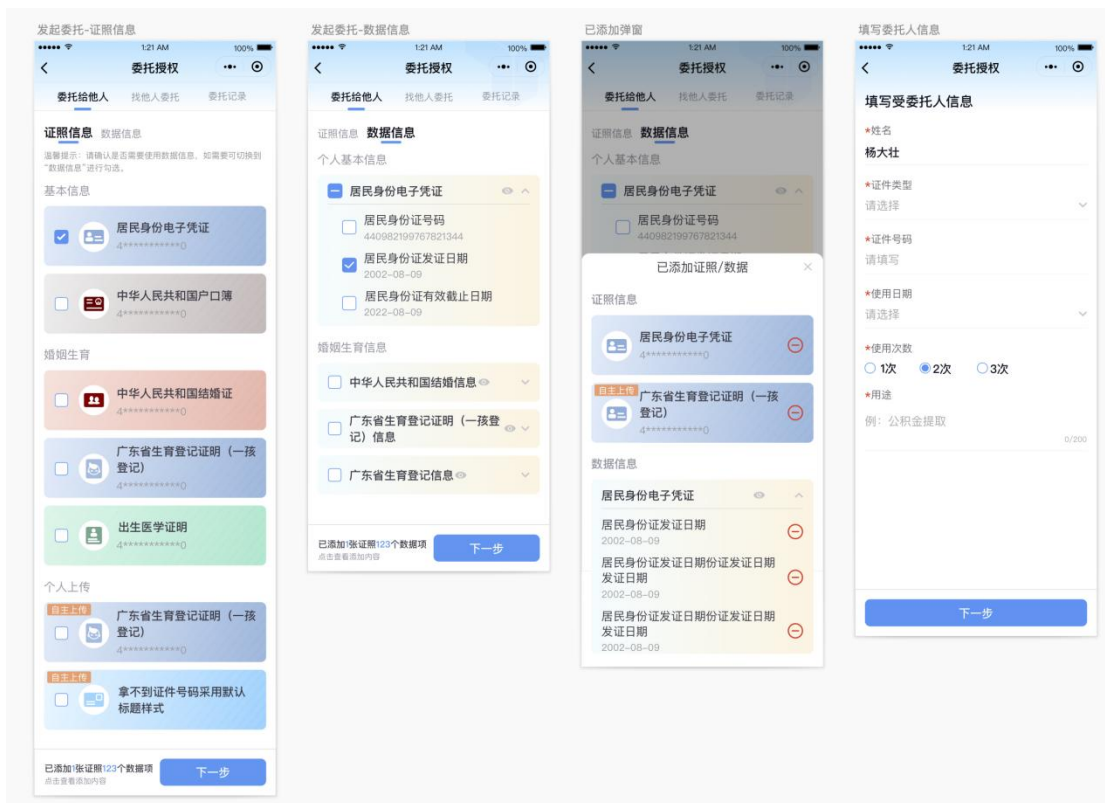 发起委托-证照信息
1:21 AM
100%
委托授权
委托给他人
找他人委托
委托记录
证照信息
数据信息
温馨提示：请确认是否需要使用数据信息，如需要可切换到
“数据信息”进行勾选。
基本信息
居民身份电子凭证
4***********0
中华人民共和国户口簿
4***********0
婚姻生育
中华人民共和国结婚证
4***********0
广东省生育登记证明（一孩
登记）
4***********0
出生医学证明
4***********0
个人上传
自主上传
广东省生育登记证明（一孩
登记）
4***********0
自主上传
拿不到证件号码采用默认
标题样式
已添加1张证照123个数据项
点击查看添加内容
下一步
发起委托-数据信息
1:21 AM
100%
委托授权
委托给他人
找他人委托
委托记录
证照信息
数据信息
个人基本信息
居民身份电子凭证
居民身份证号码
440982199767821344
居民身份证发证日期
2002-08-09
居民身份证有效截止日期
2022-08-09
婚姻生育信息
中华人民共和国结婚信息
广东省生育登记证明（一孩登
记）信息
广东省生育登记信息
已添加1张证照123个数据项
点击查看添加内容
下一步
已添加弹窗
1:21 AM
100%
委托授权
委托给他人
找他人委托
委托记录
证照信息
数据信息
个人基本信息
居民身份电子凭证
居民身份证号码
440982199767821344
已添加证照/数据
证照信息
居民身份电子凭证
4***********0
自主上传
广东省生育登记证明（一孩
登记）
4***********0
数据信息
居民身份电子凭证
居民身份证发证日期
2002-08-09
居民身份证发证日期份证发证日期
发证日期
2002-08-09
居民身份证发证日期份证发证日期
发证日期
2002-08-09
填写委托人信息
1:21 AM
100%
委托授权
填写受委托人信息
*姓名
杨大壮
*证件类型
请选择
*证件号码
请填写
*使用日期
请选择
*使用次数
1次
2次
3次
*用途
例：公积金提取
0/200
下一步